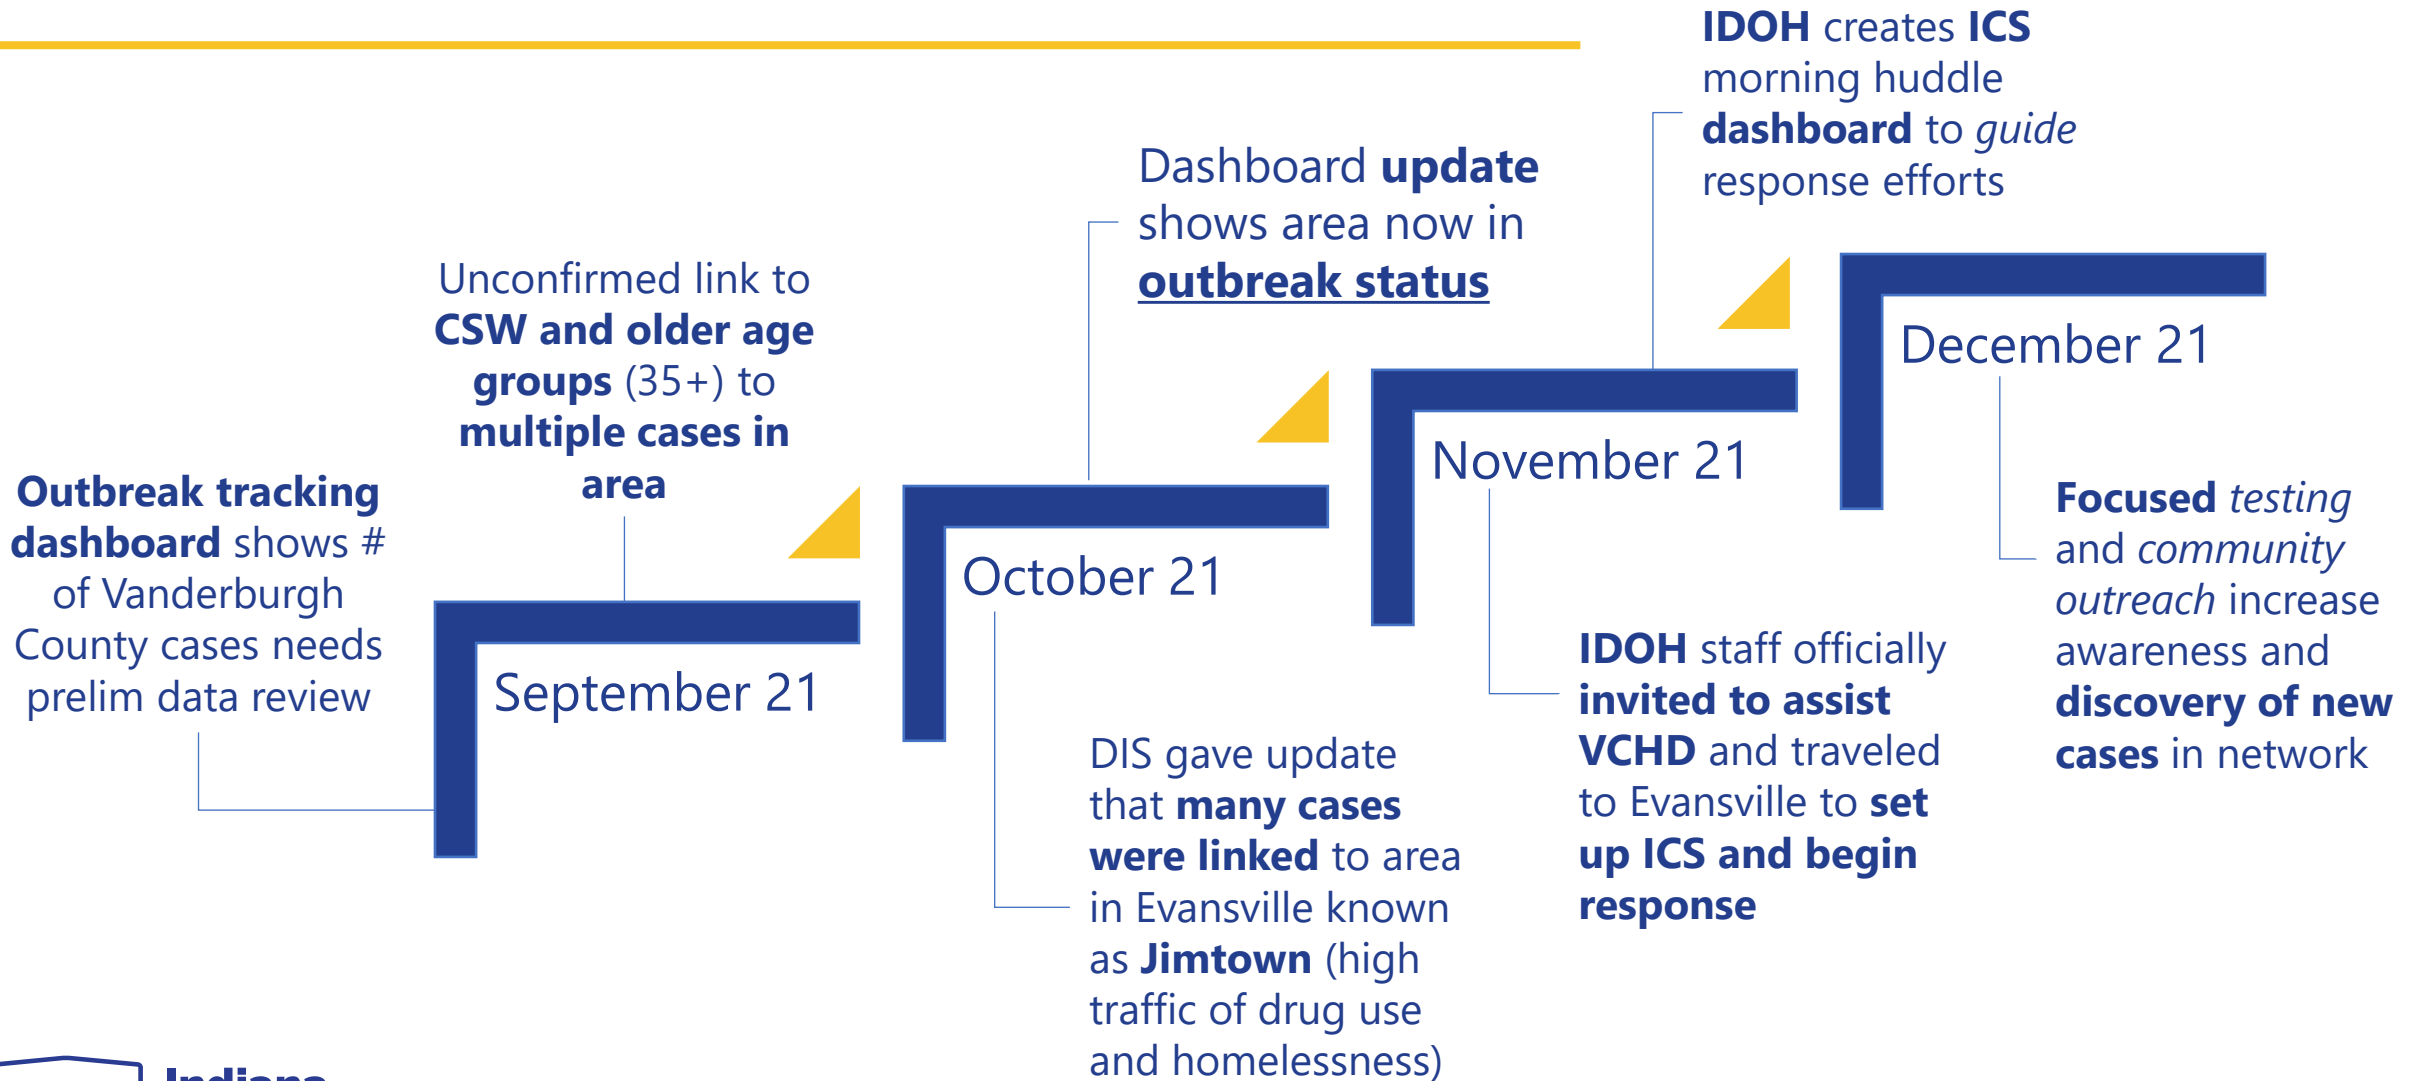 Outbreak tracking
dashboard shows #
of Vanderburgh
County cases needs
prelim data review
Unconfirmed link to
CSW and older age
groups (35+) to
multiple cases in
area
September 21
Dashboard update
shows area now in
outbreak status
October 21
DIS gave update
that many cases
were linked to area
in Evansville known
as Jimtown (high
traffic of drug use
and homelessness)
IDOH creates ICS
morning huddle
dashboard to guide
response efforts
November 21
IDOH staff officially
invited to assist
VCHD and traveled
to Evansville to set
up ICS and begin
response
December 21
Focused testing
and community
outreach increase
awareness and
discovery of new
cases in network
Indiana